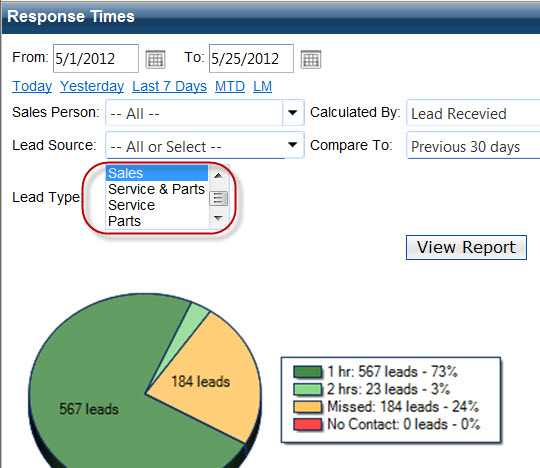 Response Times
From: 5/1/2012 To: 5/25/2012
Today Yesterday Last 7 Days MTD LM
Sales Person: -- All -- Calculated By: Lead Recevied
Lead Source: -- All or Select -- Compare To: Previous 30 days
Lead Type
Sales
Service & Parts
Service
Parts
View Report
567 leads
184 leads
1 hr: 567 leads - 73%
2 hrs: 23 leads - 3%
Missed: 184 leads - 24%
No Contact: 0 leads - 0%